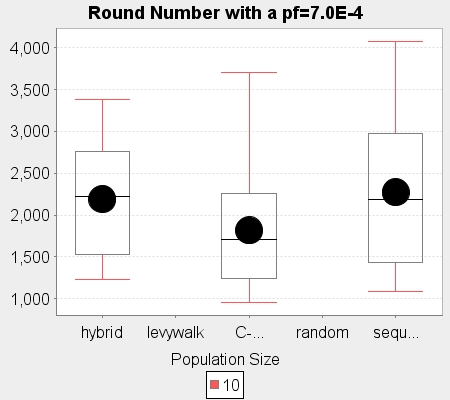 Round Number with a pf=7.0E-4
4,000
3,500
3,000
2,500
2,000
1,500
1,000
hybrid levywalk C-... random sequ...
Population Size
10